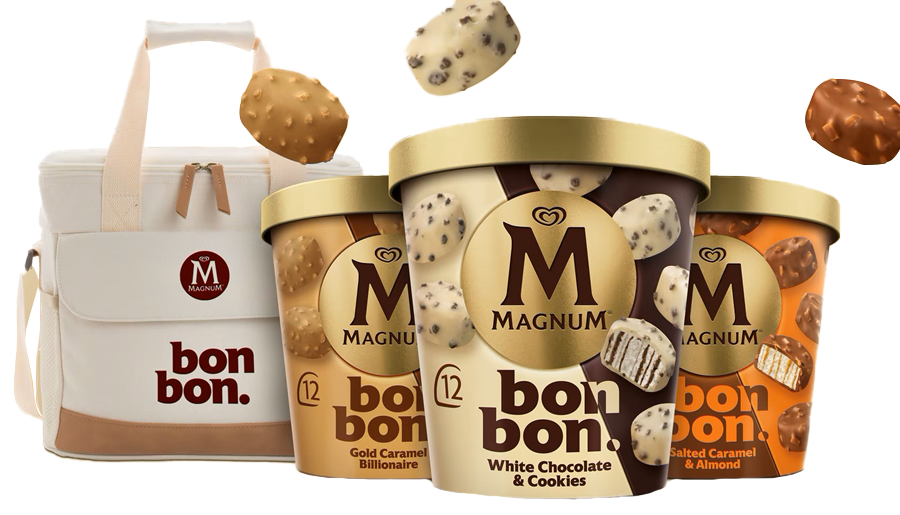 M
MAGNUM
bon
bon.
M
MAGNUM
12
bon
bon.
Gold Caramel
Billionaire
M
MAGNUM
12
bon
bon.
White Chocolate
& Cookies
M
MAGNUM
bon
bon.
Salted Caramel
& Almond